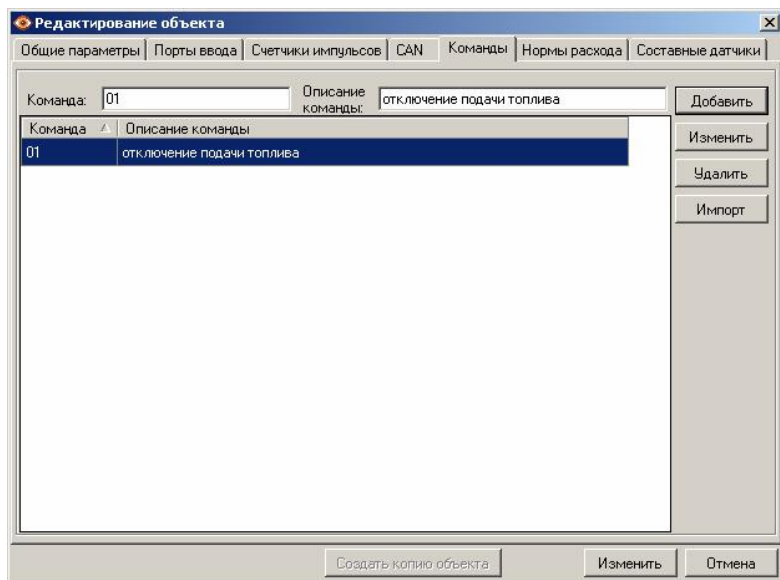 Редактирование объекта
Общие параметры Порты ввода Счетчики импульсов CAN Команды Нормы расхода Составные датчики
Команда: 01 Описание команды: отключение подачи топлива Добавить
Команда Описание команды
Изменить
01 отключение подачи топлива
Удалить
Импорт
Создать копию объекта Изменить Отмена